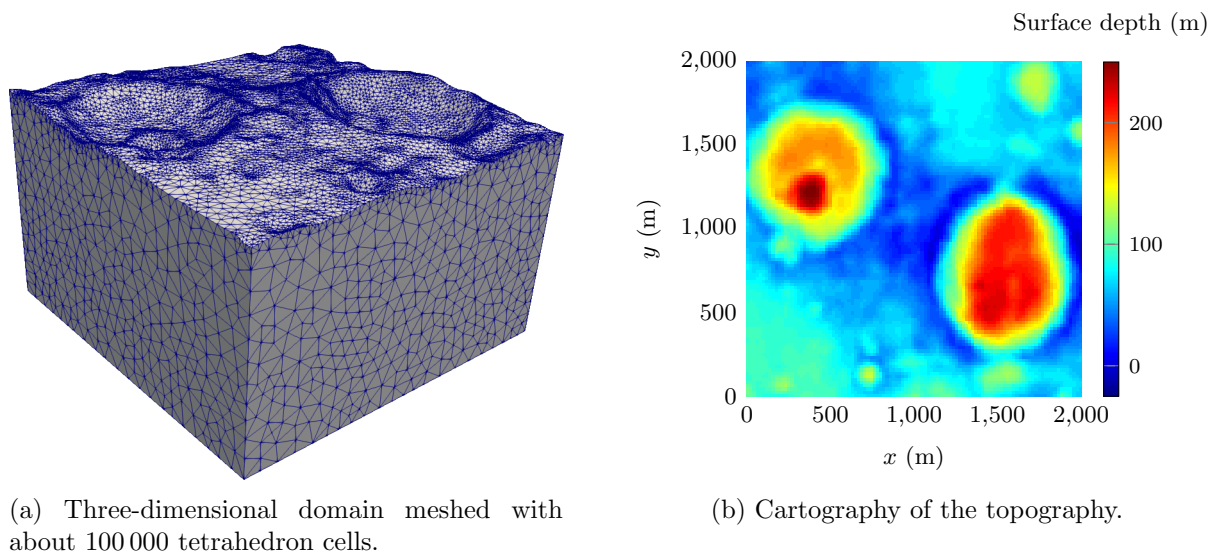 Surface depth (m)
2,000
1,500
1,000
500
0
y (m)
0 500 1,000 1,500 2,000
x (m)
200
100
0
(a) Three-dimensional domain meshed with
about 100 000 tetrahedron cells.
(b) Cartography of the topography.